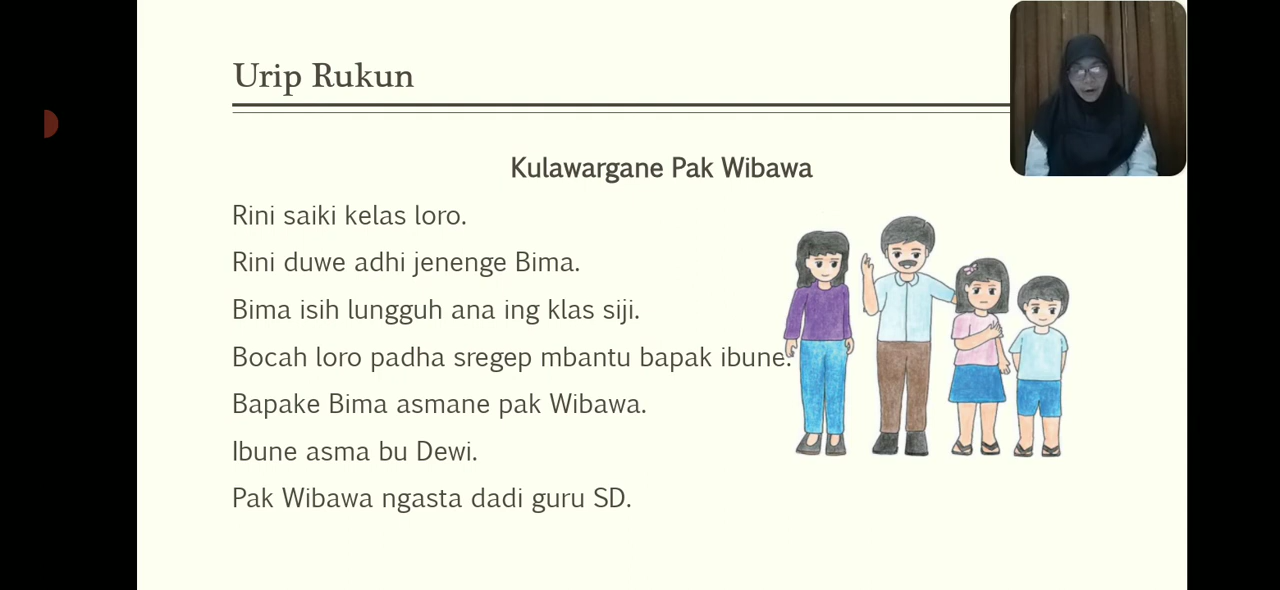 Urip Rukun
Kulawargane Pak Wibawa
Rini saiki kelas loro.
Rini duwe adhi jenenge Bima.
Bima isih lungguh ana ing klas siji.
Bocah loro padha sregep mbantu bapak ibune.
Bapake Bima asmane pak Wibawa.
Ibune asma bu Dewi.
Pak Wibawa ngasta dadi guru SD.